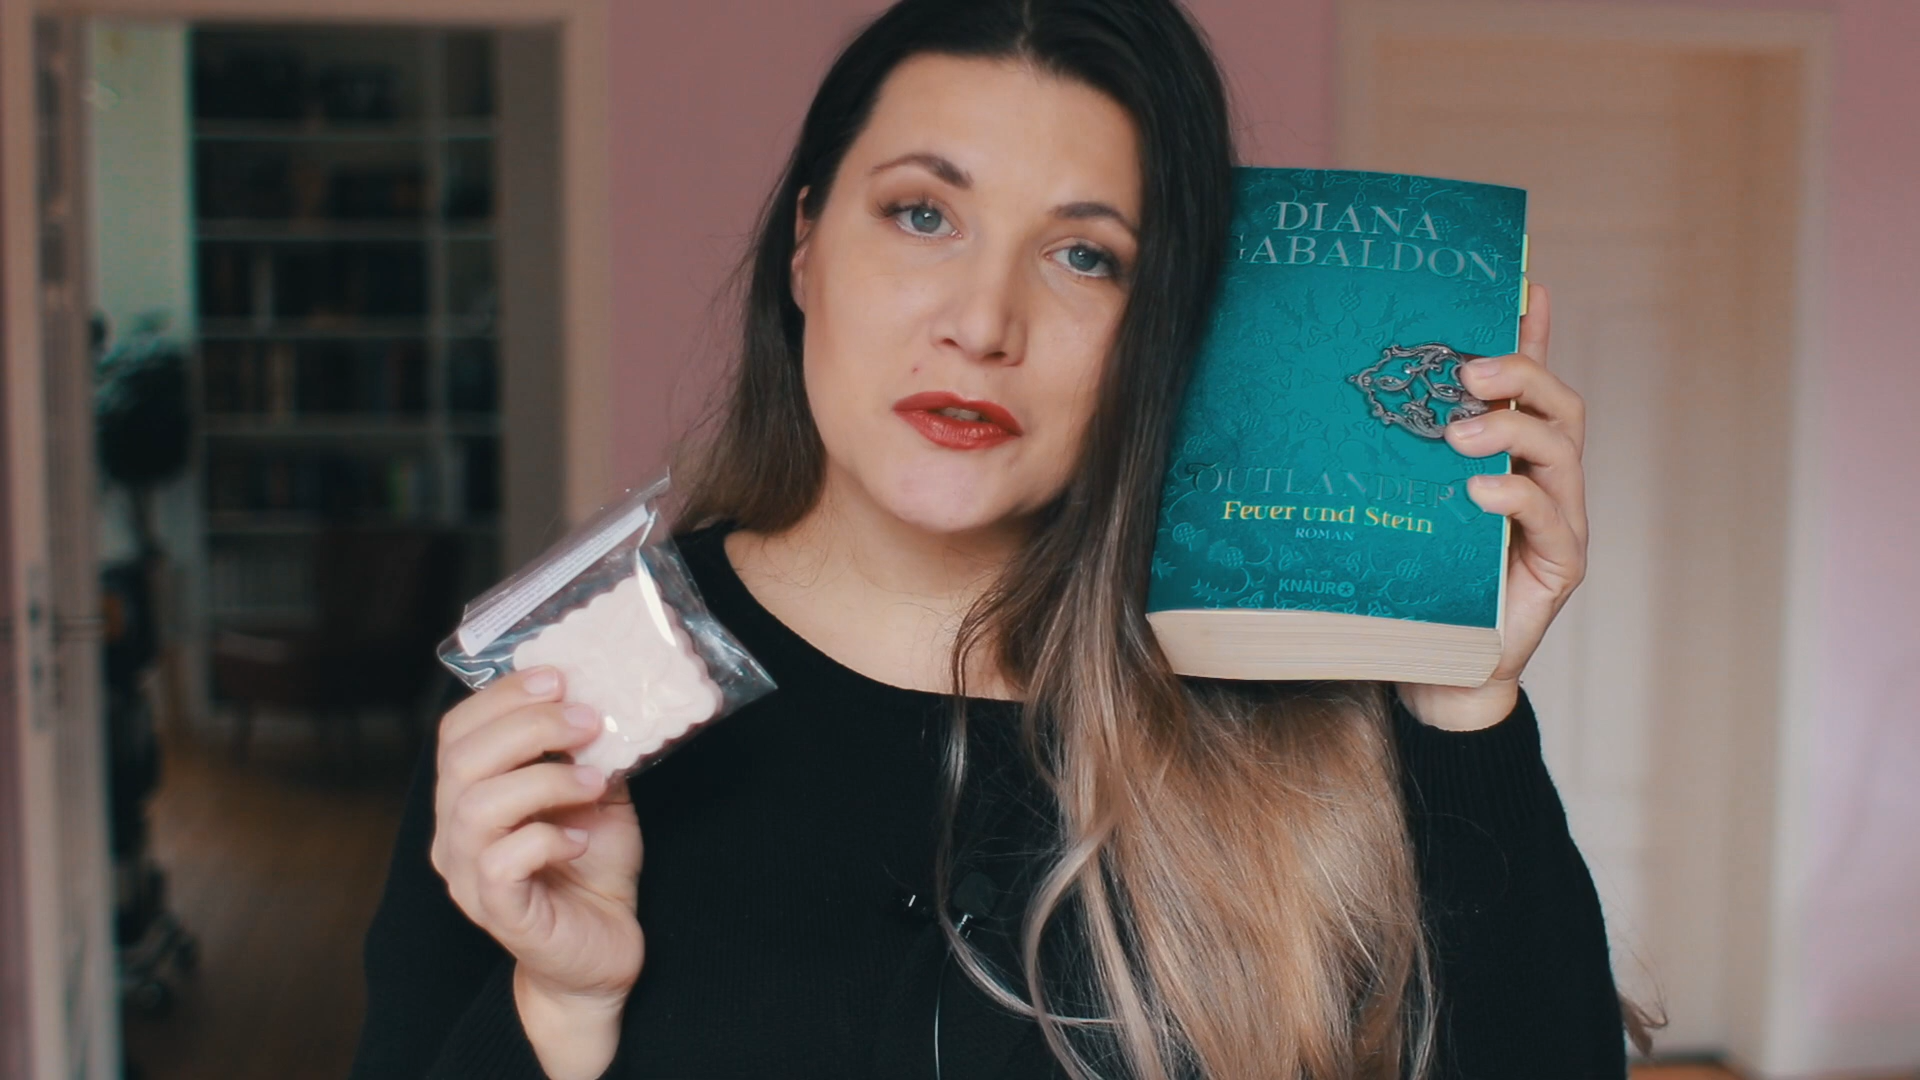 DIANA
GABALDON
OUTLANDER
Feuer und Stein
ROMAN
KNAUR